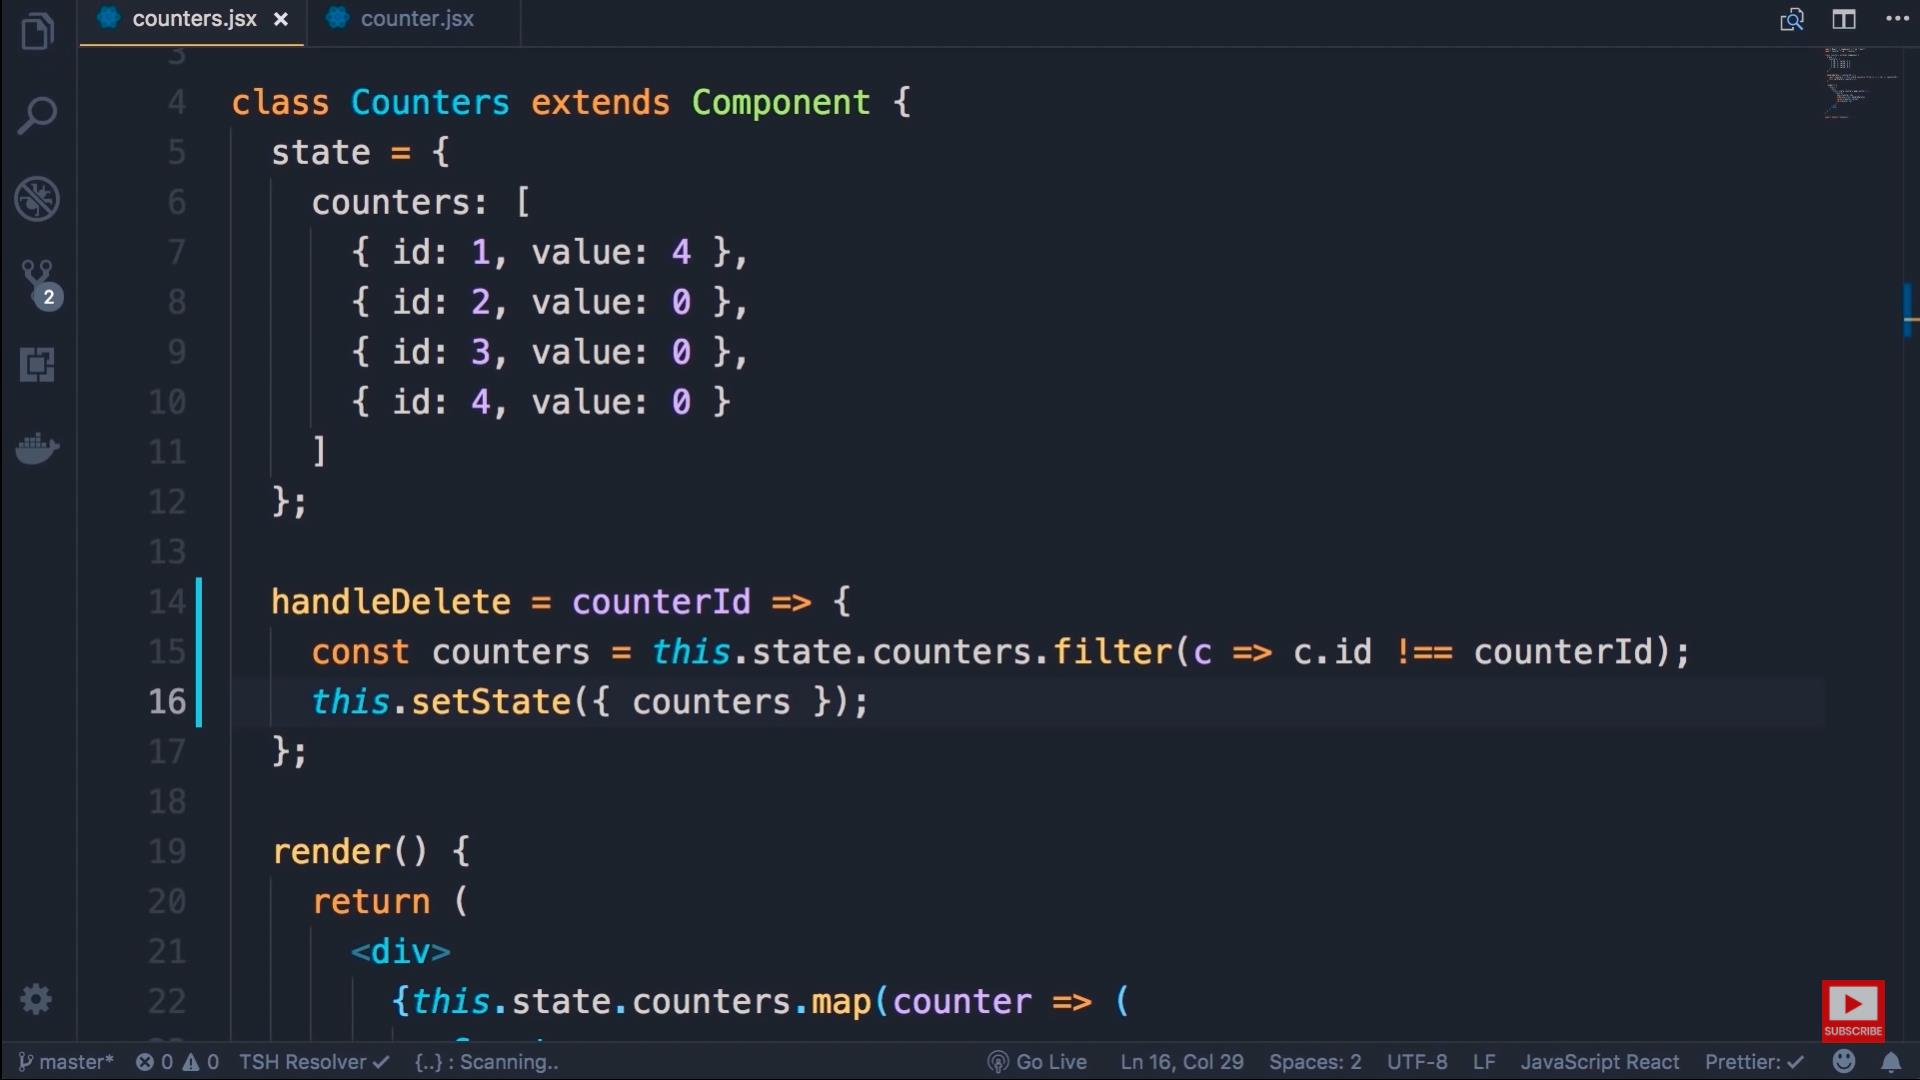 counters.jsx × counter.jsx
3
4 class Counters extends Component {
5 state = {
6 counters: [
7 { id: 1, value: 4 },
8 { id: 2, value: 0 },
9 { id: 3, value: 0 },
10 { id: 4, value: 0 }
11 ]
12 };
13
14 handleDelete = counterId => {
15 const counters = this.state.counters.filter(c => c.id !== counterId);
16 this.setState({ counters });
17 };
18
19 render() {
20 return (
21 <div>
22 {this.state.counters.map(counter => (
2
SUBSCRIBE
master* 0 0 TSH Resolver ✓ {..} : Scanning.. Go Live Ln 16, Col 29 Spaces: 2 UTF-8 LF JavaScript React Prettier: ✓